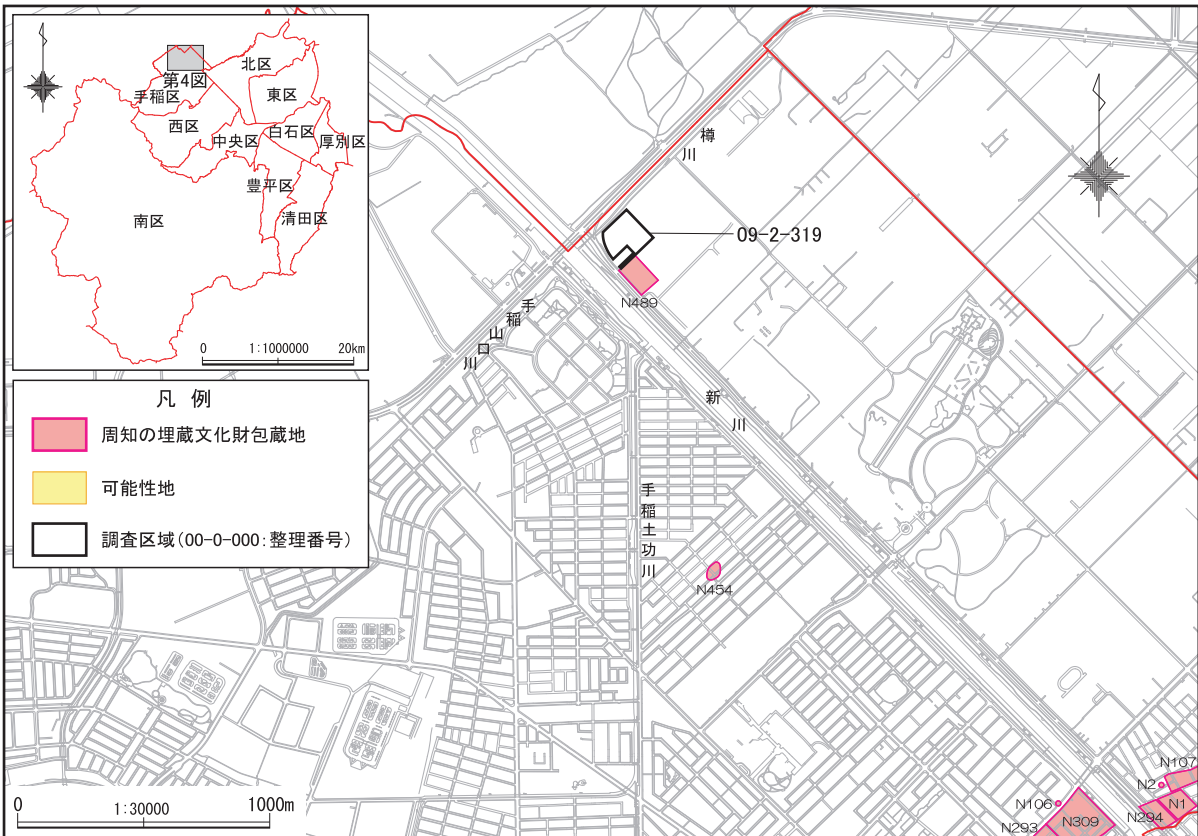 北区
第4図
手稲区
東区
西区
中央区
白石区
厚別区
豊平区
清田区
南区
0 1:1000000 20km
凡 例
周知の埋蔵文化財包蔵地
可能性地
調査区域(00-0-000:整理番号)
樽川
09-2-319
N489
手稲山口川
新川
手稲土功川
N454
N107
N2
N1
N106
N294
N309
N293
0 1:30000 1000m